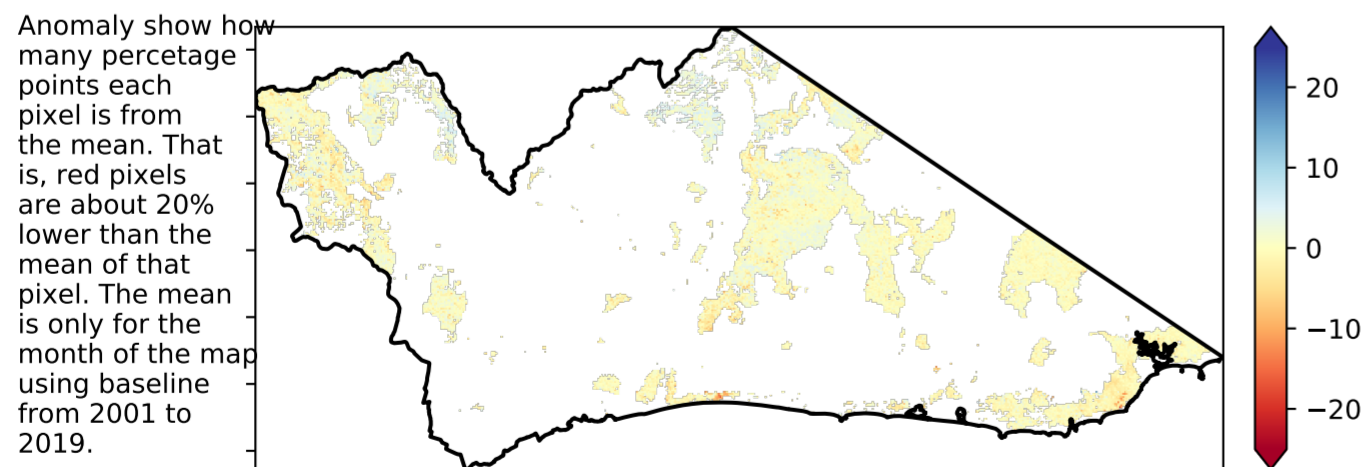 Anomaly show how
many percetage
points each
pixel is from
the mean. That
is, red pixels
are about 20%
lower than the
mean of that
pixel. The mean
is only for the
month of the map
using baseline
from 2001 to
2019.
20
10
0
−10
−20